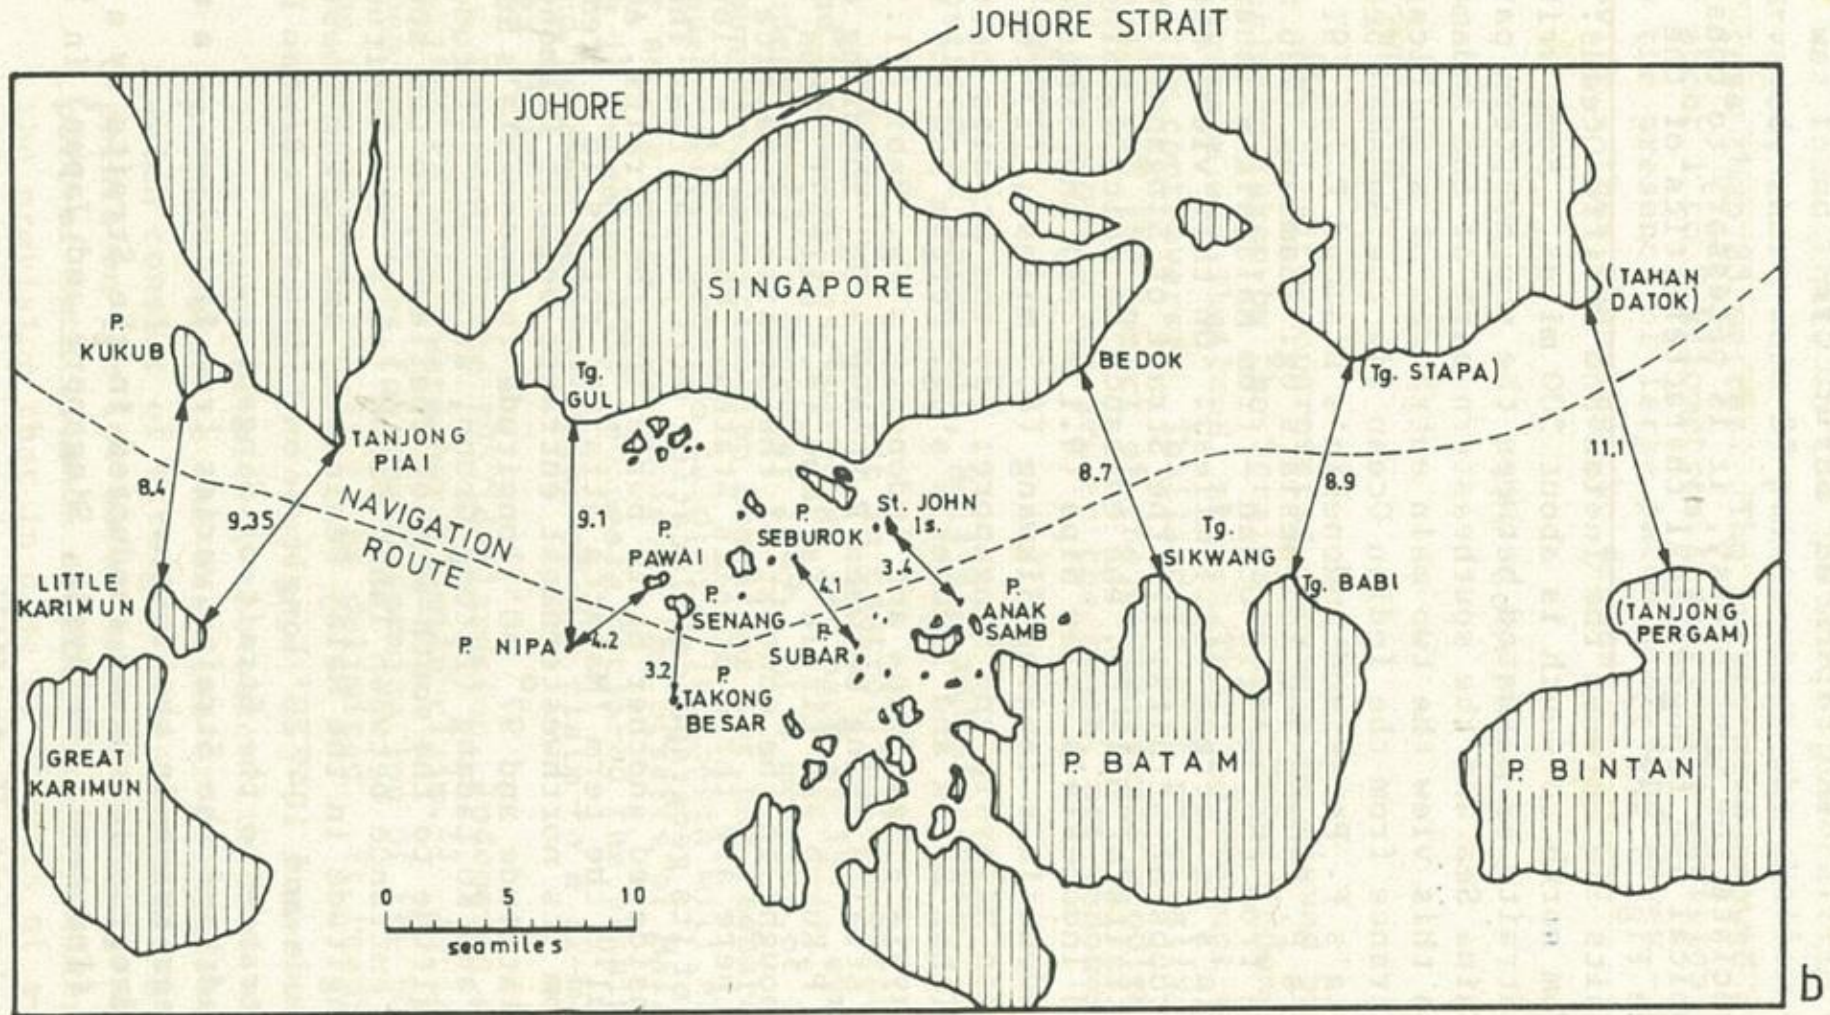 JOHORE STRAIT
JOHORE
SINGAPORE
P.
KUKUB
Tg.
GUL
BEDOK
(TAHAN
DATOK)
(Tg. STAPA)
TANJONG
PIAI
8.4
9.35
NAVIGATION
ROUTE
9.1
P.
PAWAI
P.
SEBUROK
St. JOHN
Is.
8.7
8.9
11.1
Tg.
SIKWANG
Tg. BABI
LITTLE
KARIMUN
P. NIPA
4.2
P.
SENANG
3.2
4.1
3.4
P.
SUBAR
P.
ANAK
SAMB
(TANJONG
PERGAM)
P.
TAKONG
BESAR
GREAT
KARIMUN
P. BATAM
P. BINTAN
0 5 10
seamiles
b